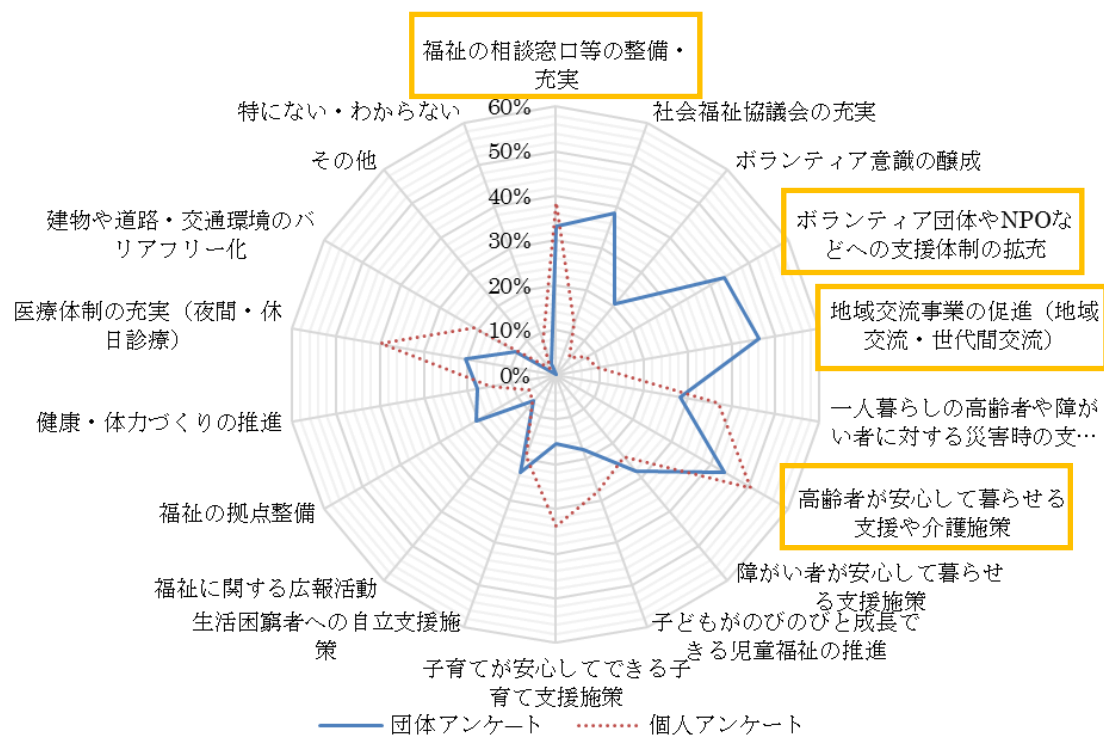 福祉の相談窓口等の整備・
充実
社会福祉協議会の充実
ボランティア意識の醸成
ボランティア団体やNPOな
どへの支援体制の拡充
地域交流事業の促進（地域
交流・世代間交流）
一人暮らしの高齢者や障が
い者に対する災害時の支…
高齢者が安心して暮らせる
支援や介護施策
障がい者が安心して暮らせ
る支援施策
子どもがのびのびと成長で
きる児童福祉の推進
子育てが安心してできる子
育て支援施策
生活困窮者への自立支援施
策
福祉に関する広報活動
福祉の拠点整備
健康・体力づくりの推進
医療体制の充実（夜間・休
日診療）
建物や道路・交通環境のバ
リアフリー化
その他
特にない・わからない
60%
50%
40%
30%
20%
10%
0%
団体アンケート
個人アンケート